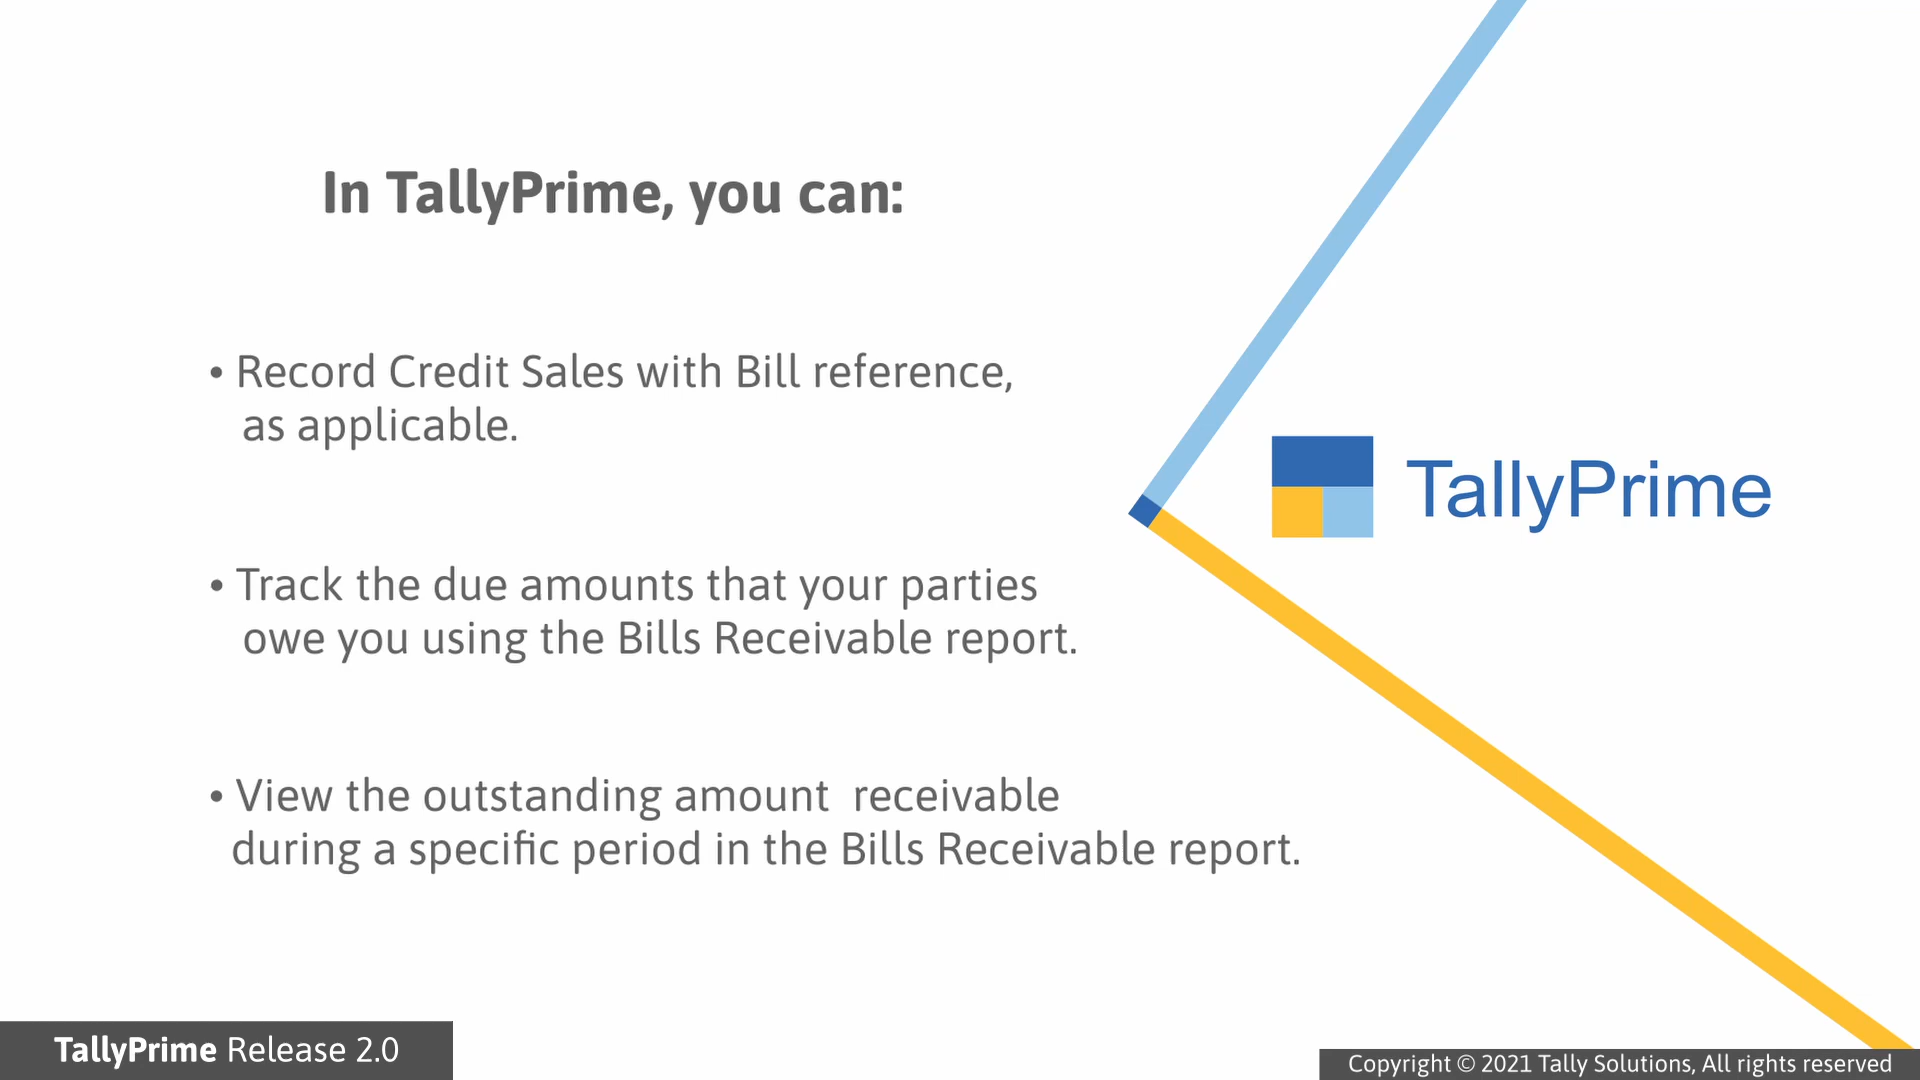 In TallyPrime, you can:
• Record Credit Sales with Bill reference,
as applicable.
TallyPrime
• Track the due amounts that your parties
owe you using the Bills Receivable report.
• View the outstanding amount  receivable
during a specific period in the Bills Receivable report.
TallyPrime Release 2.0
Copyright © 2021 Tally Solutions, All rights reserved